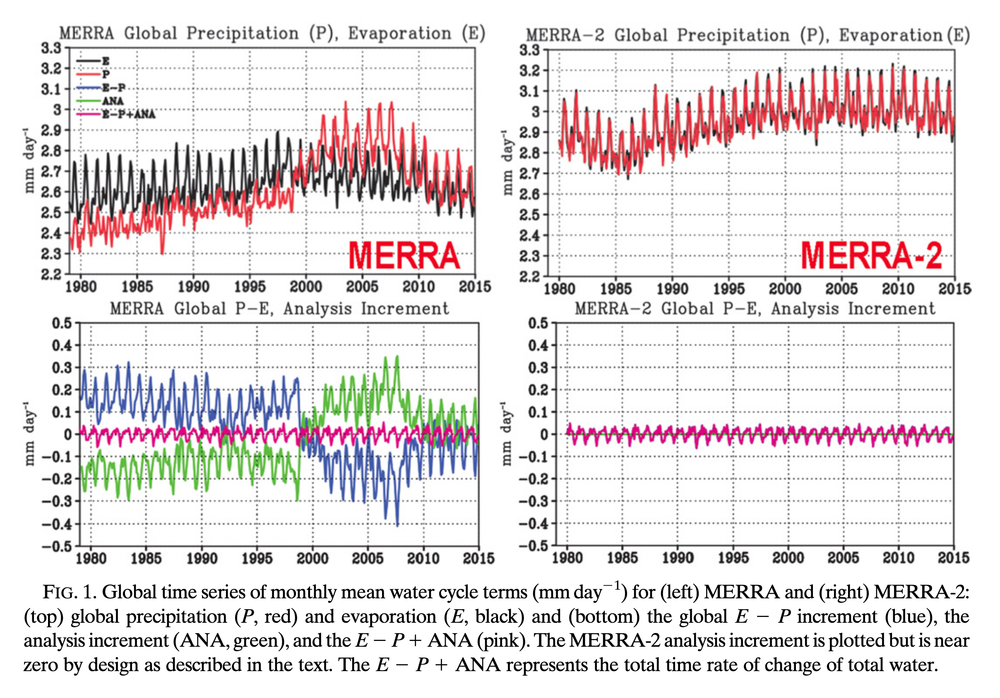 MERRA Global Precipitation (P), Evaporation (E)
3.3
3.2
3.1
3
2.9
2.8
2.7
2.6
2.5
2.4
2.3
2.2
mm day⁻¹
E
P
E-P
ANA
E-P+ANA
MERRA
1980 1985 1990 1995 2000 2005 2010 2015
MERRA-2 Global Precipitation (P), Evaporation (E)
3.3
3.2
3.1
3
2.9
2.8
2.7
2.6
2.5
2.4
2.3
2.2
mm day⁻¹
MERRA-2
1980 1985 1990 1995 2000 2005 2010 2015
MERRA Global P-E, Analysis Increment
0.5
0.4
0.3
0.2
0.1
0
-0.1
-0.2
-0.3
-0.4
-0.5
mm day⁻¹
1980 1985 1990 1995 2000 2005 2010 2015
MERRA-2 Global P-E, Analysis Increment
0.5
0.4
0.3
0.2
0.1
0
-0.1
-0.2
-0.3
-0.4
-0.5
mm day⁻¹
1980 1985 1990 1995 2000 2005 2010 2015
FIG. 1. Global time series of monthly mean water cycle terms (mm day⁻¹) for (left) MERRA and (right) MERRA-2:
(top) global precipitation (P, red) and evaporation (E, black) and (bottom) the global E − P increment (blue), the
analysis increment (ANA, green), and the E − P + ANA (pink). The MERRA-2 analysis increment is plotted but is near
zero by design as described in the text. The E − P + ANA represents the total time rate of change of total water.